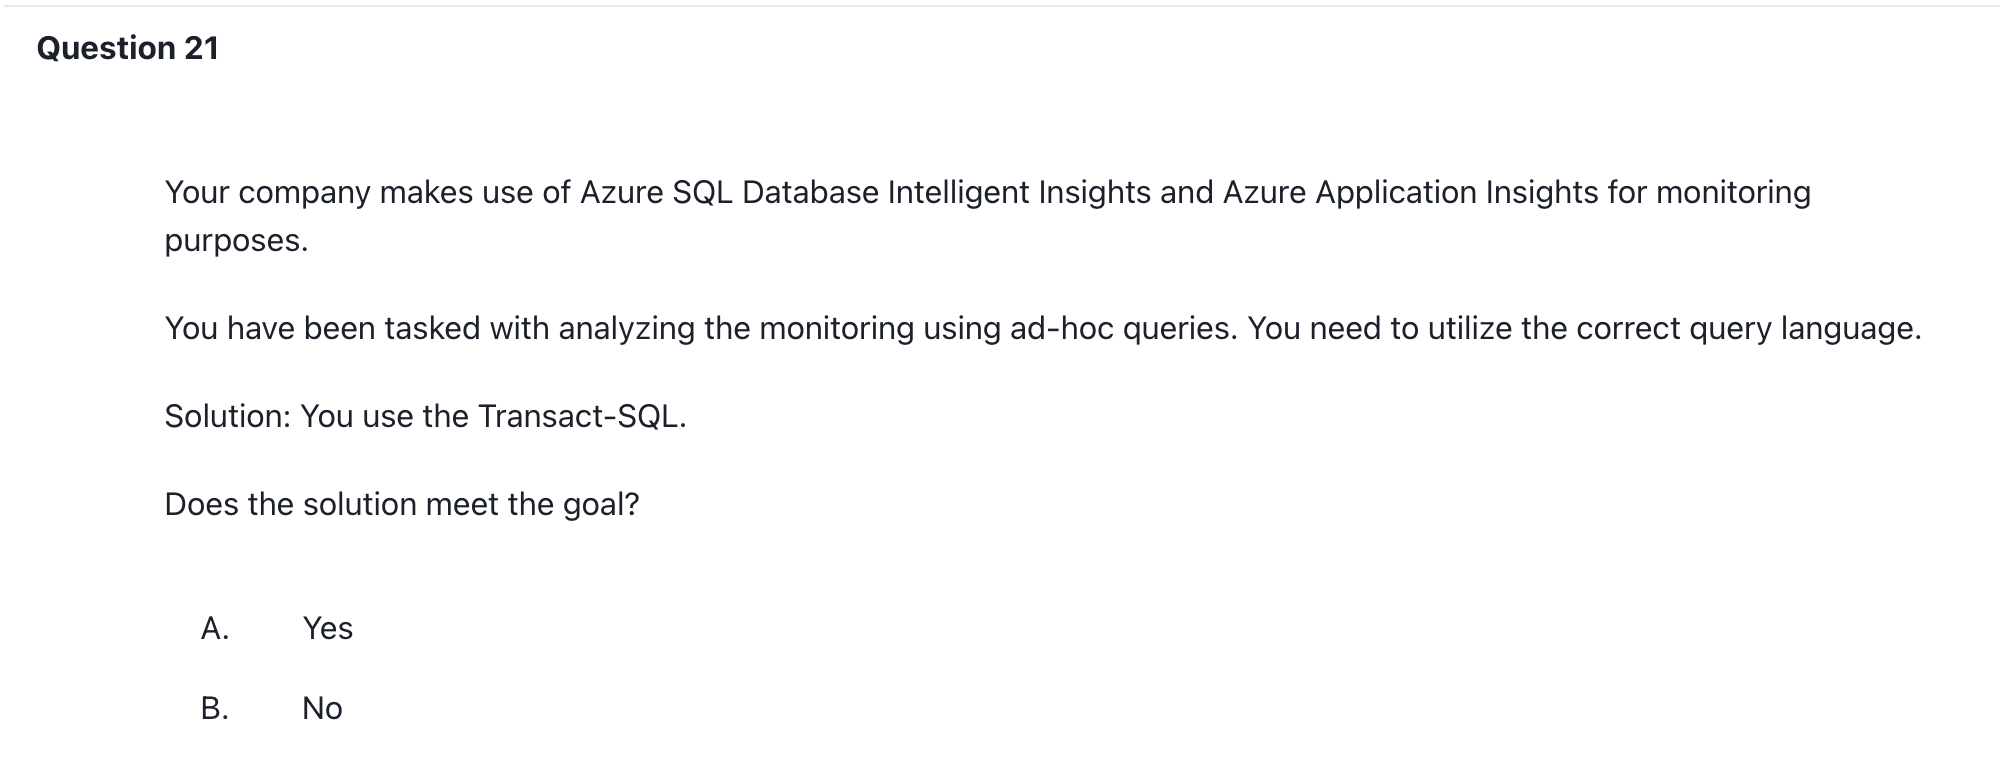 Question 21
Your company makes use of Azure SQL Database Intelligent Insights and Azure Application Insights for monitoring
purposes.
You have been tasked with analyzing the monitoring using ad-hoc queries. You need to utilize the correct query language.
Solution: You use the Transact-SQL.
Does the solution meet the goal?
A. Yes
B. No